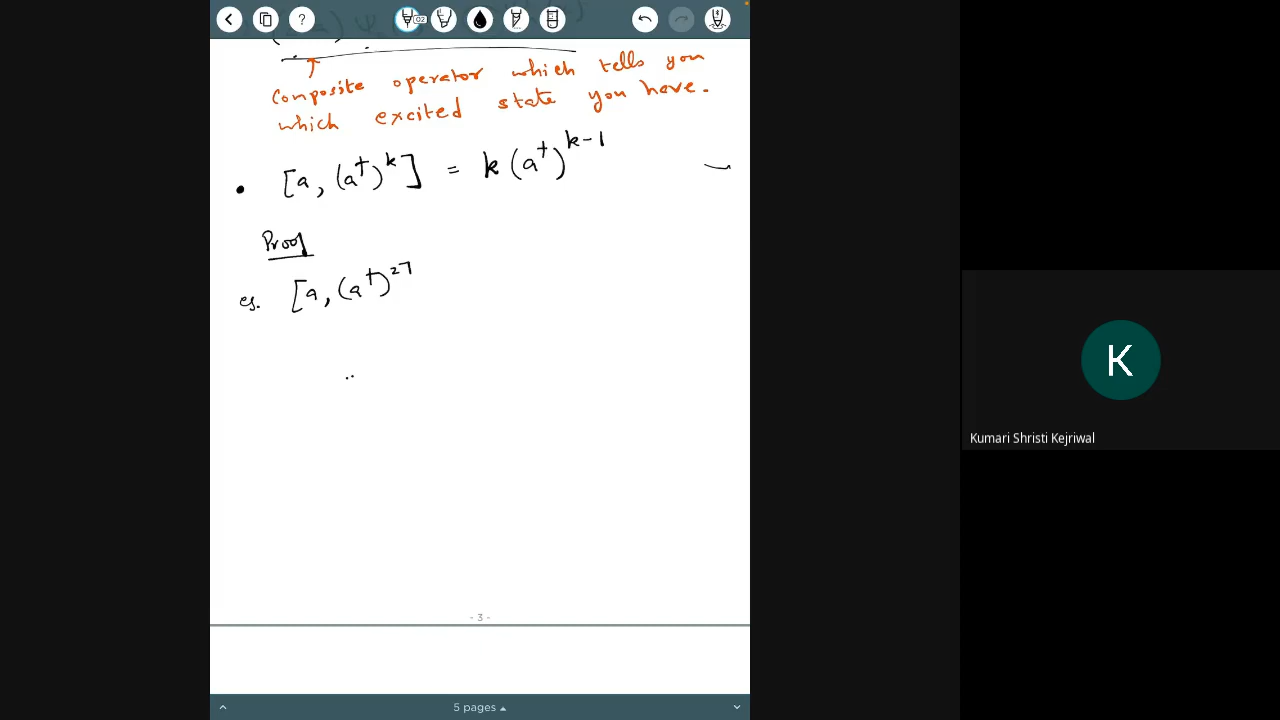 Composite operator which tells you
which excited state you have.
• [a, (a†)^k] = k (a†)^{k-1}
Proof
eg. [a, (a†)^{27}
- 3 -
5 pages
K
Kumari Shristi Kejriwal